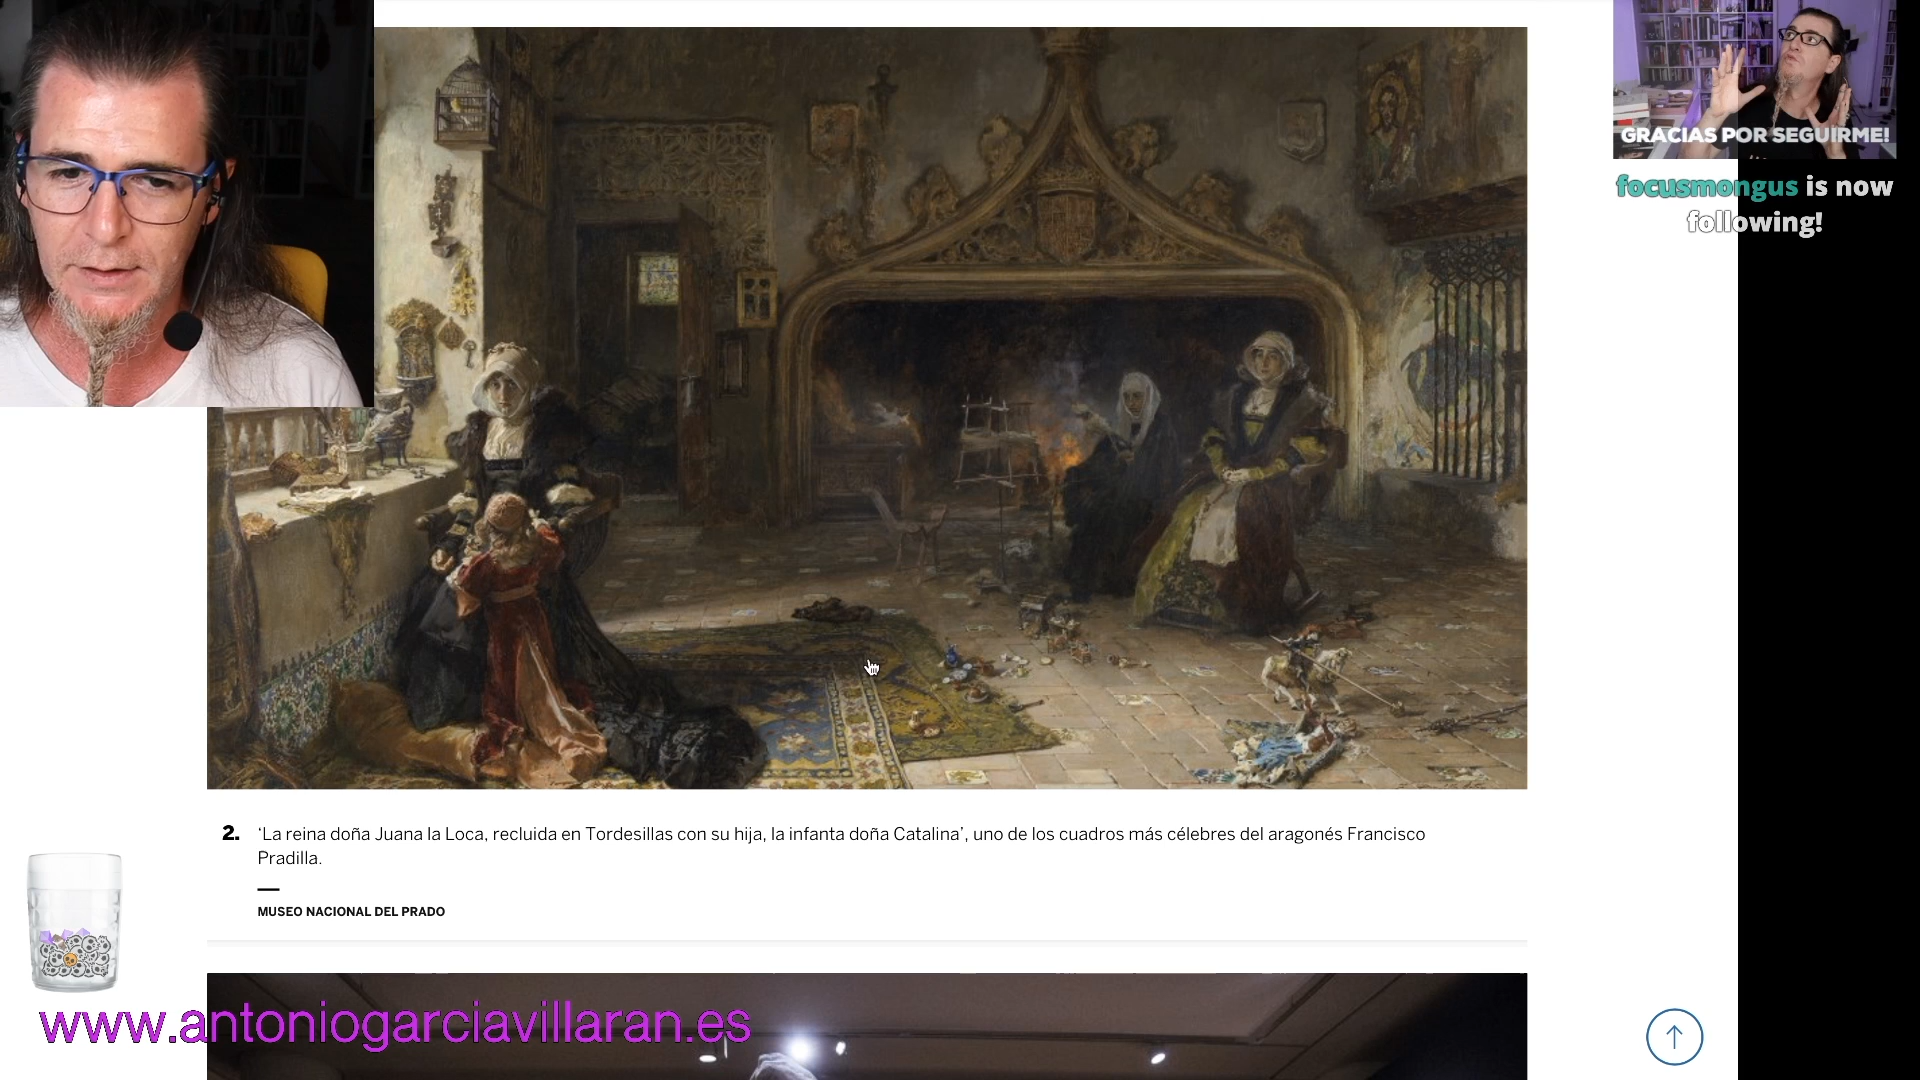 GRACIAS POR SEGUIRME!
focusmongus is now
following!
2. ‘La reina doña Juana la Loca, recluida en Tordesillas con su hija, la infanta doña Catalina’, uno de los cuadros más célebres del aragonés Francisco
Pradilla.
MUSEO NACIONAL DEL PRADO
www.antoniogarciavillaran.es